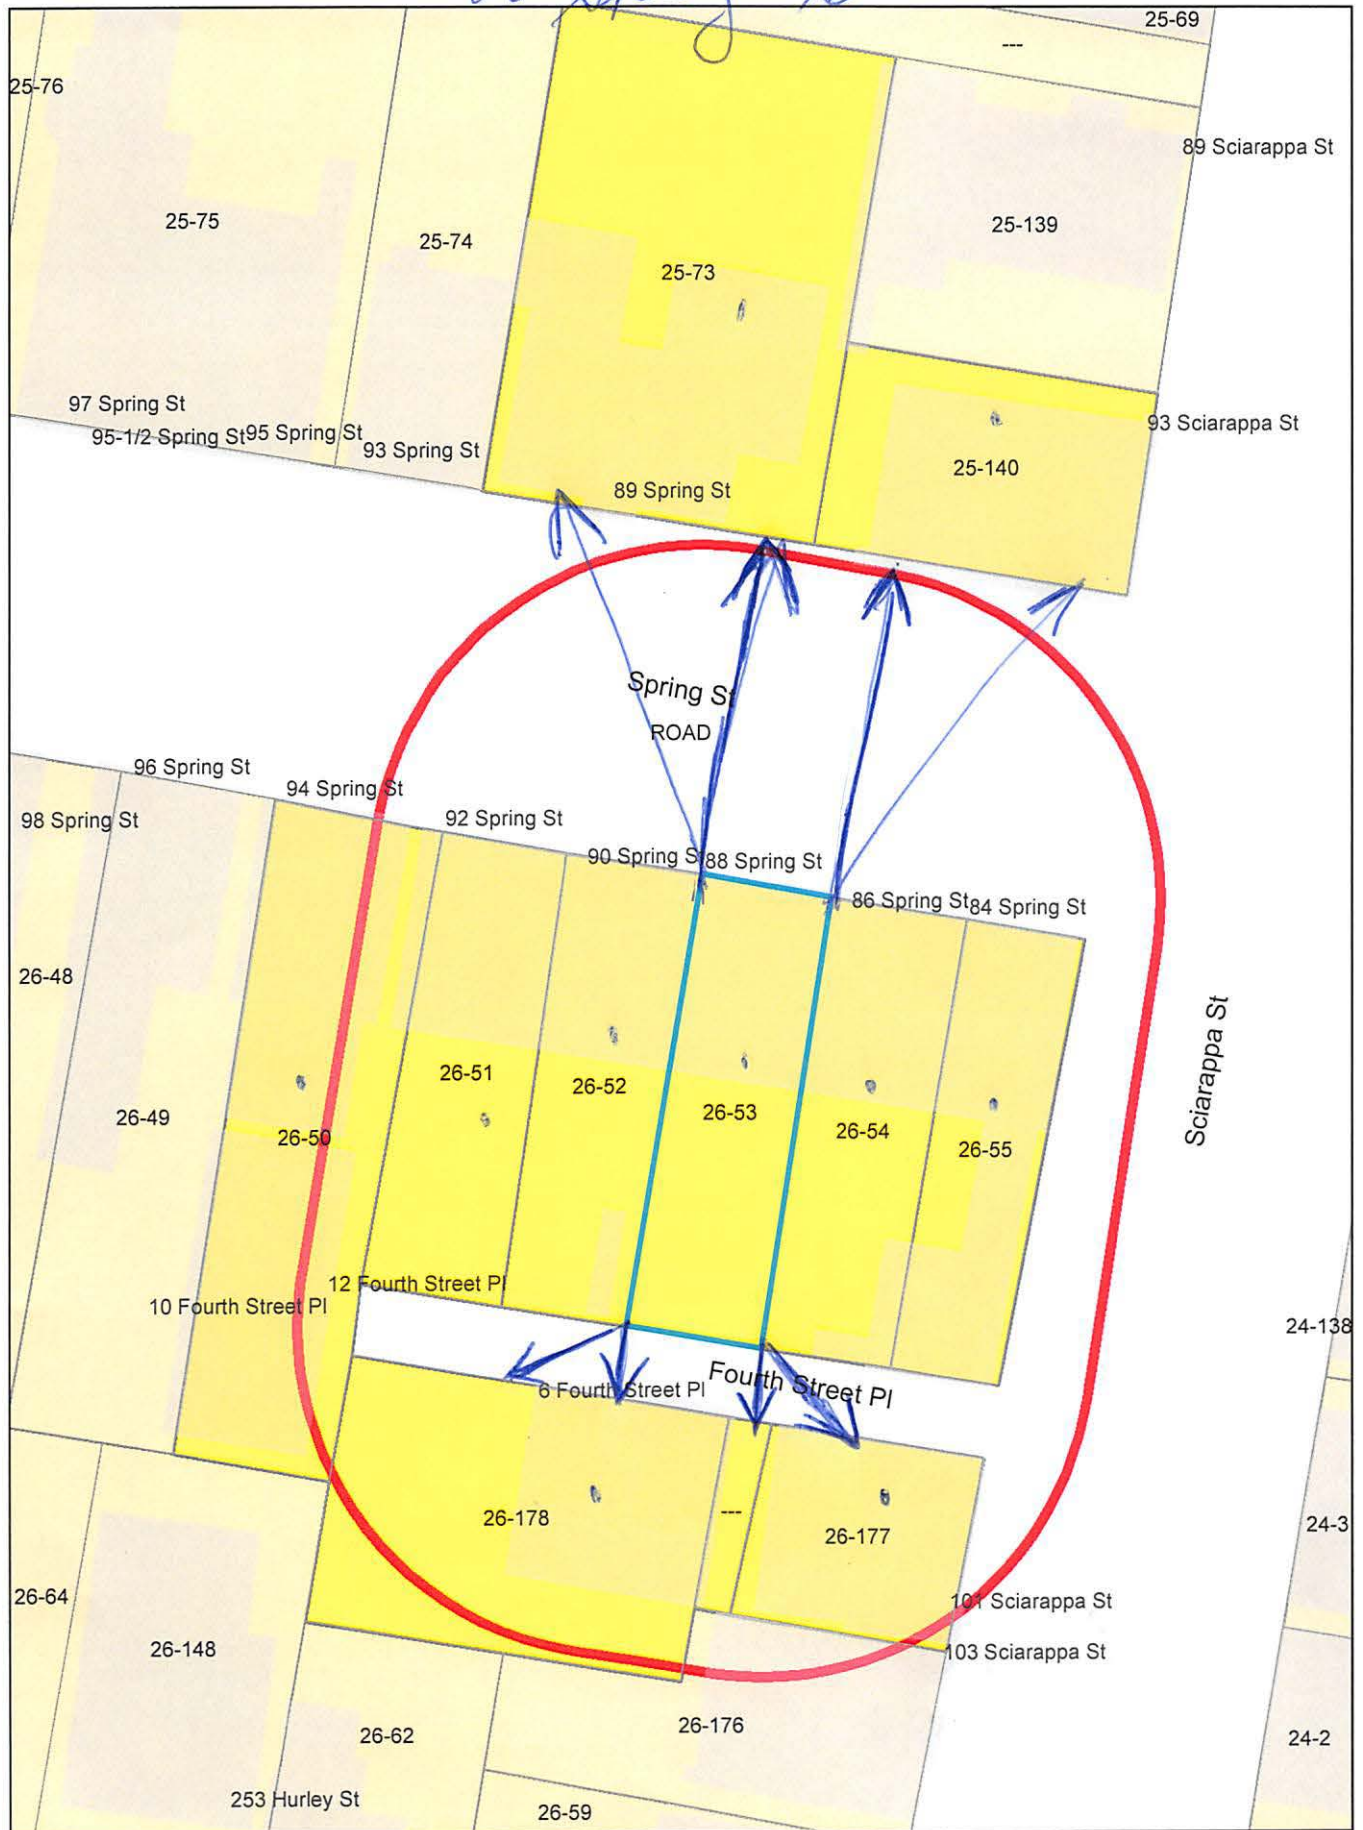 25-69
---
25-76
89 Sciarappa St
25-75
25-74
25-139
25-73
97 Spring St
95-1/2 Spring St
95 Spring St
93 Spring St
93 Sciarappa St
25-140
89 Spring St
Spring St
ROAD
96 Spring St
94 Spring St
98 Spring St
92 Spring St
90 Spring St
88 Spring St
86 Spring St
84 Spring St
26-48
26-49
26-50
26-51
26-52
26-53
26-54
26-55
Sciarappa St
12 Fourth Street Pl
10 Fourth Street Pl
24-138
6 Fourth Street Pl
Fourth Street Pl
26-178
---
26-177
24-3
26-64
101 Sciarappa St
26-148
103 Sciarappa St
26-62
26-176
24-2
253 Hurley St
26-59